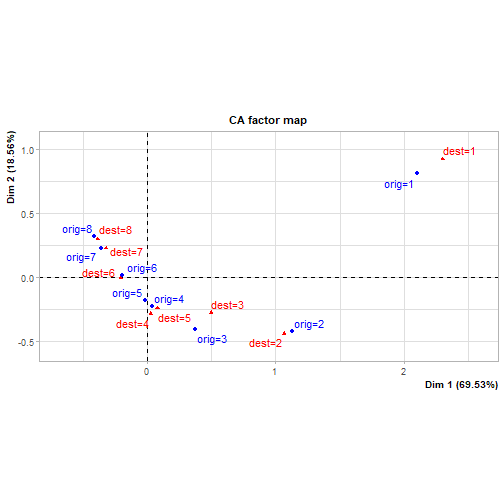 CA factor map
Dim 2 (18.56%)
1.0
0.5
0.0
-0.5
dest=1
orig=1
orig=8 dest=8
orig=7 dest=7
dest=6 orig=6
orig=5 orig=4
dest=4 dest=5
dest=3
orig=3
orig=2
dest=2
0 1 2
Dim 1 (69.53%)